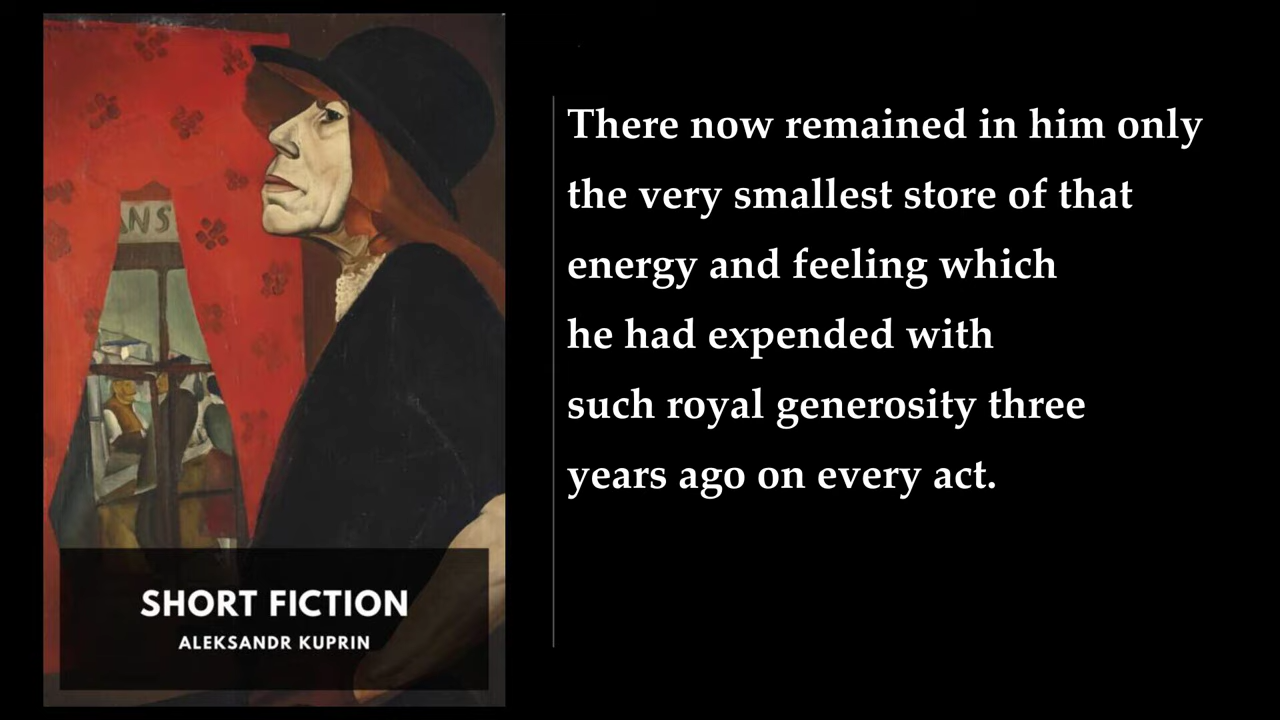 ANS
SHORT FICTION
ALEKSANDR KUPRIN
There now remained in him only
the very smallest store of that
energy and feeling which
he had expended with
such royal generosity three
years ago on every act.